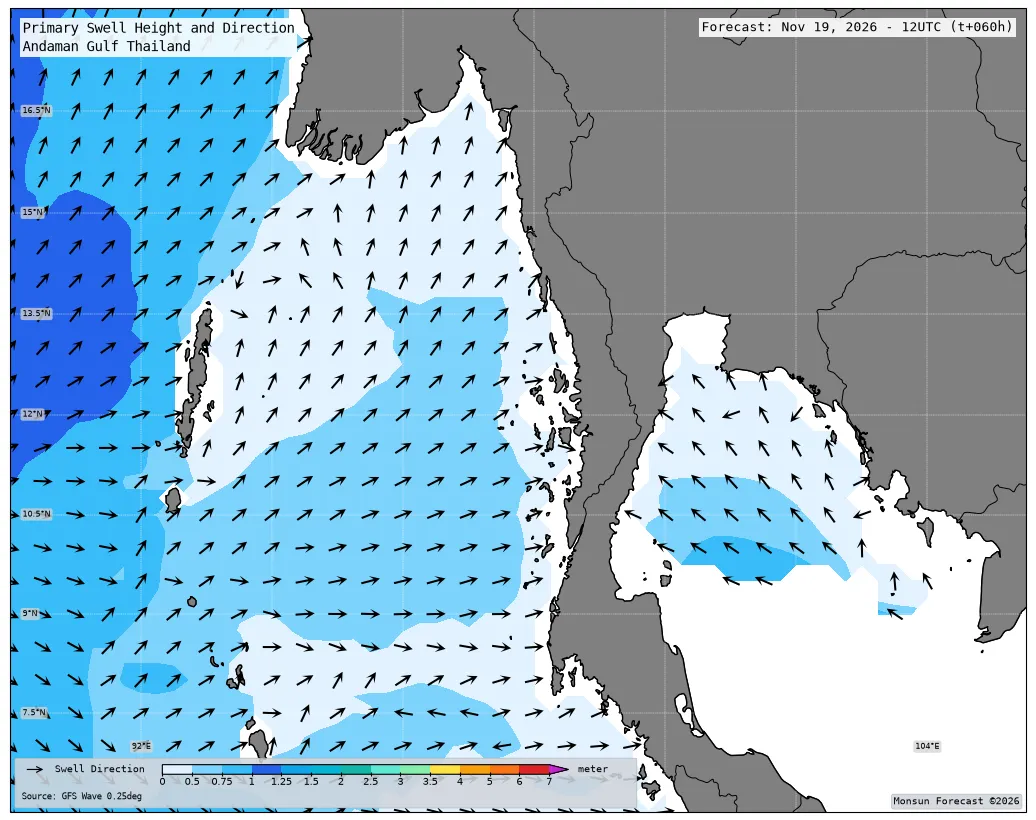 Primary Swell Height and Direction
Andaman Gulf Thailand
Forecast: Nov 19, 2026 - 12UTC (t+060h)
16.5°N
15°N
13.5°N
12°N
10.5°N
9°N
7.5°N
92°E
104°E
Swell Direction
meter
0 0.5 0.75 1 1.25 1.5 2 2.5 3 3.5 4 5 6 7
Source: GFS Wave 0.25deg
Monsun Forecast ©2026